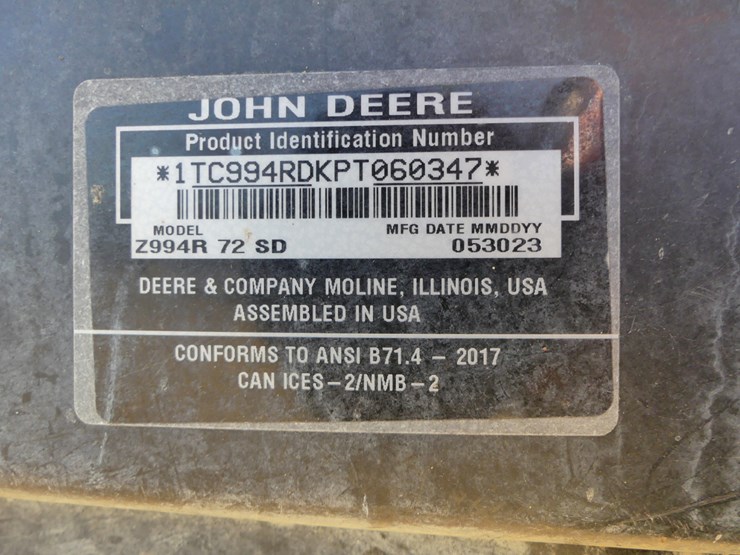 JOHN DEERE
Product Identification Number
*1TC994RDKPT060347*
MODEL MFG DATE MMDDYY
Z994R 72 SD 053023
DEERE & COMPANY MOLINE, ILLINOIS, USA
ASSEMBLED IN USA
CONFORMS TO ANSI B71.4 – 2017
CAN ICES – 2/NMB – 2